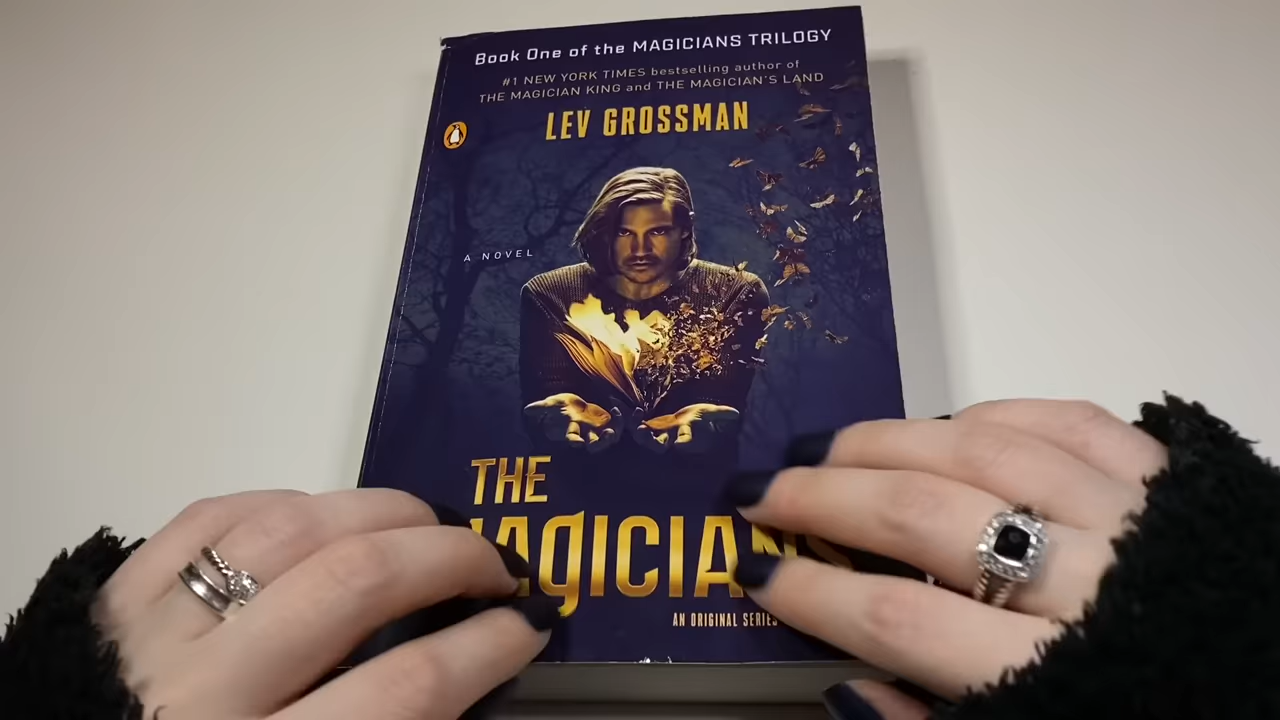 Book One of the MAGICIANS TRILOGY
#1 NEW YORK TIMES bestselling author of
THE MAGICIAN KING and THE MAGICIAN'S LAND
LEV GROSSMAN
A NOVEL
THE
MAGICIANS
AN ORIGINAL SERIES